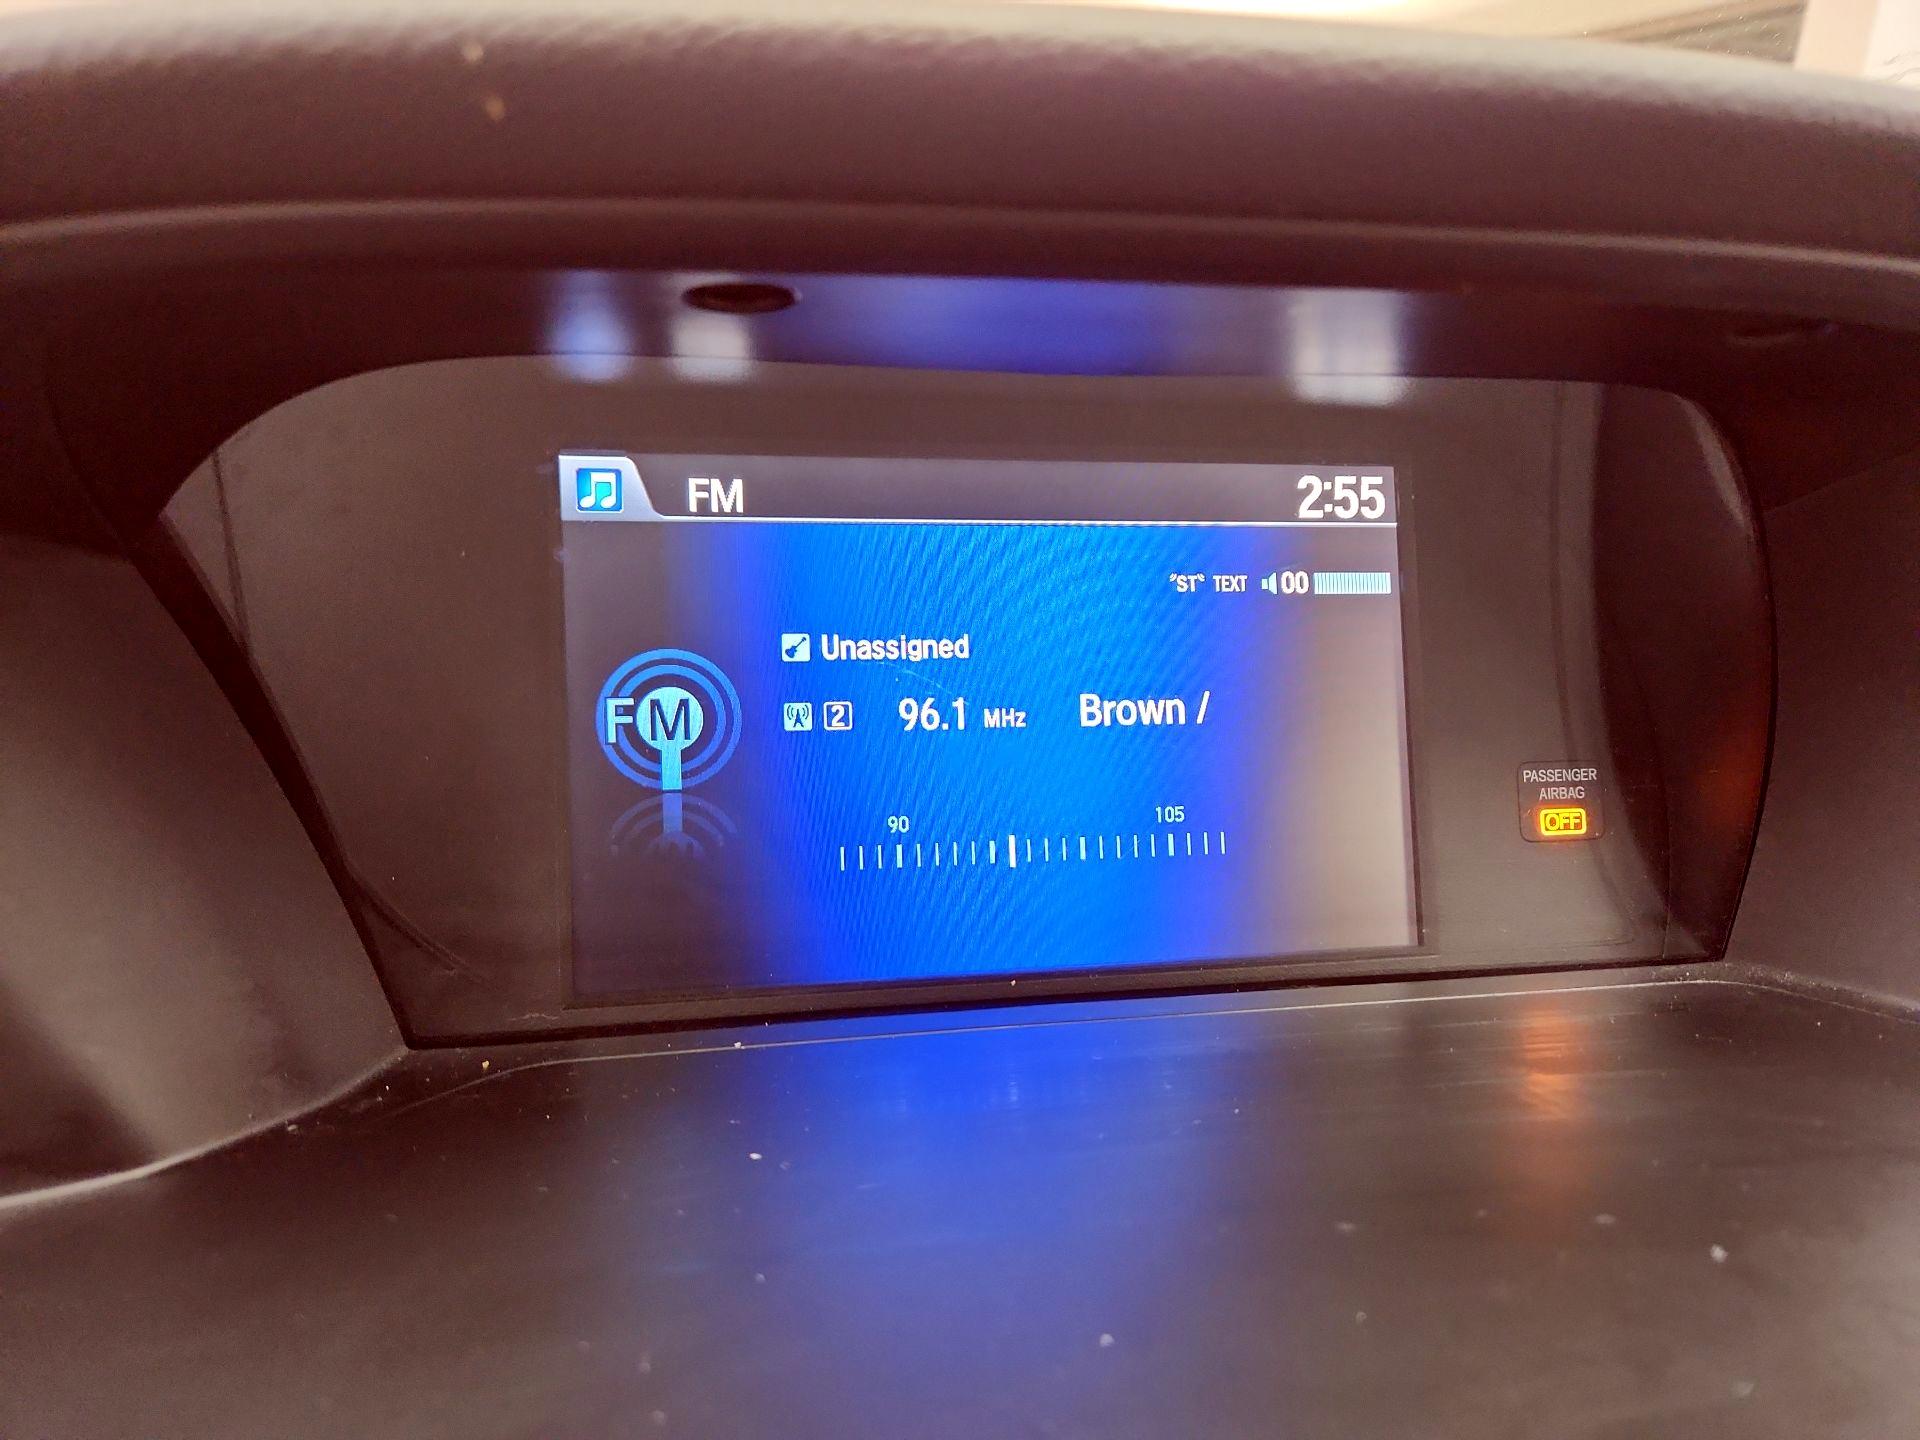 FM 2:55
"ST" TEXT 00
Unassigned
FM
2 96.1 MHz Brown /
90 105
PASSENGER
AIRBAG
OFF